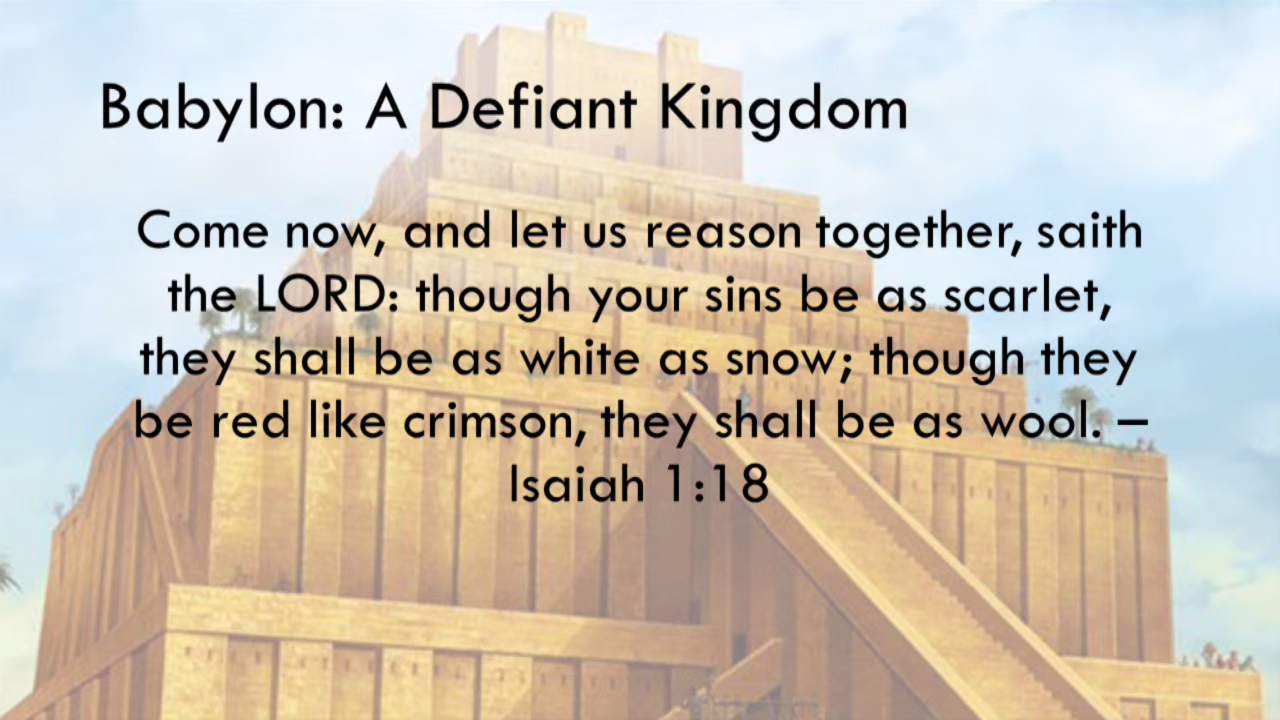 Babylon: A Defiant Kingdom
Come now, and let us reason together, saith
the LORD: though your sins be as scarlet,
they shall be as white as snow; though they
be red like crimson, they shall be as wool. –
Isaiah 1:18